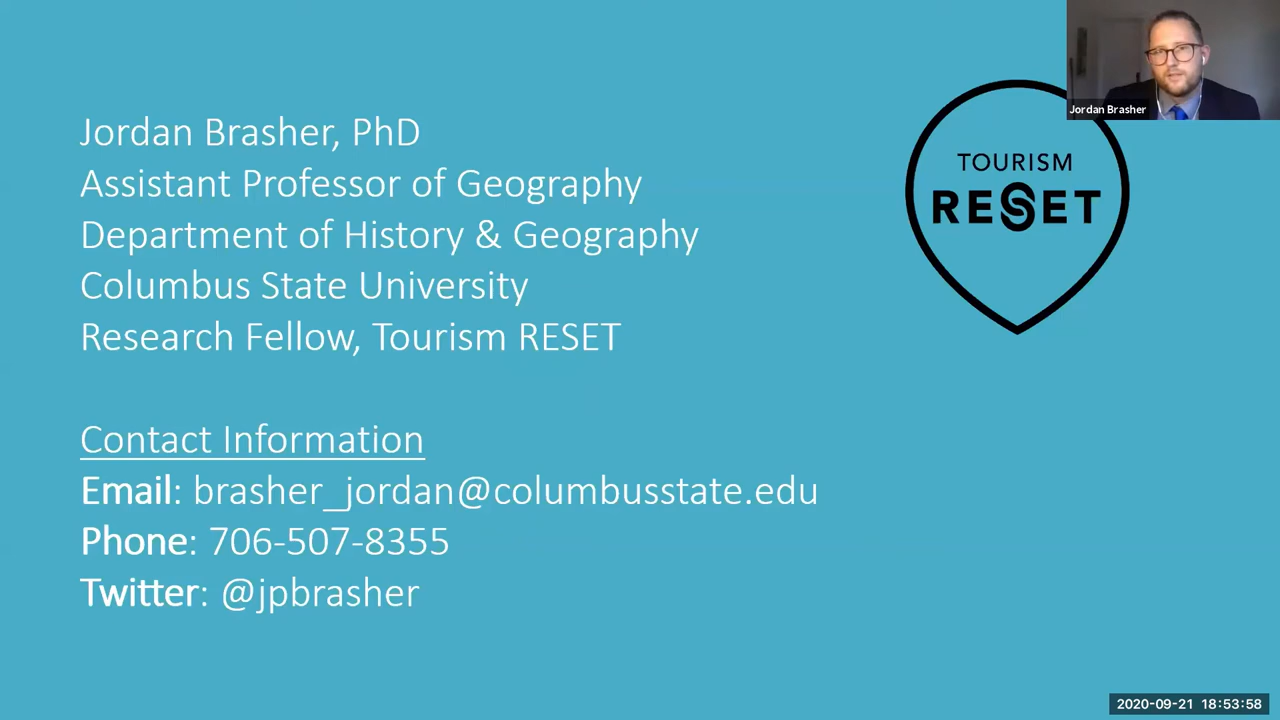 Jordan Brasher, PhD
Assistant Professor of Geography
Department of History & Geography
Columbus State University
Research Fellow, Tourism RESET
Contact Information
Email: brasher_jordan@columbusstate.edu
Phone: 706-507-8355
Twitter: @jpbrasher
TOURISM
RESET
Jordan Brasher
2020-09-21 18:53:58